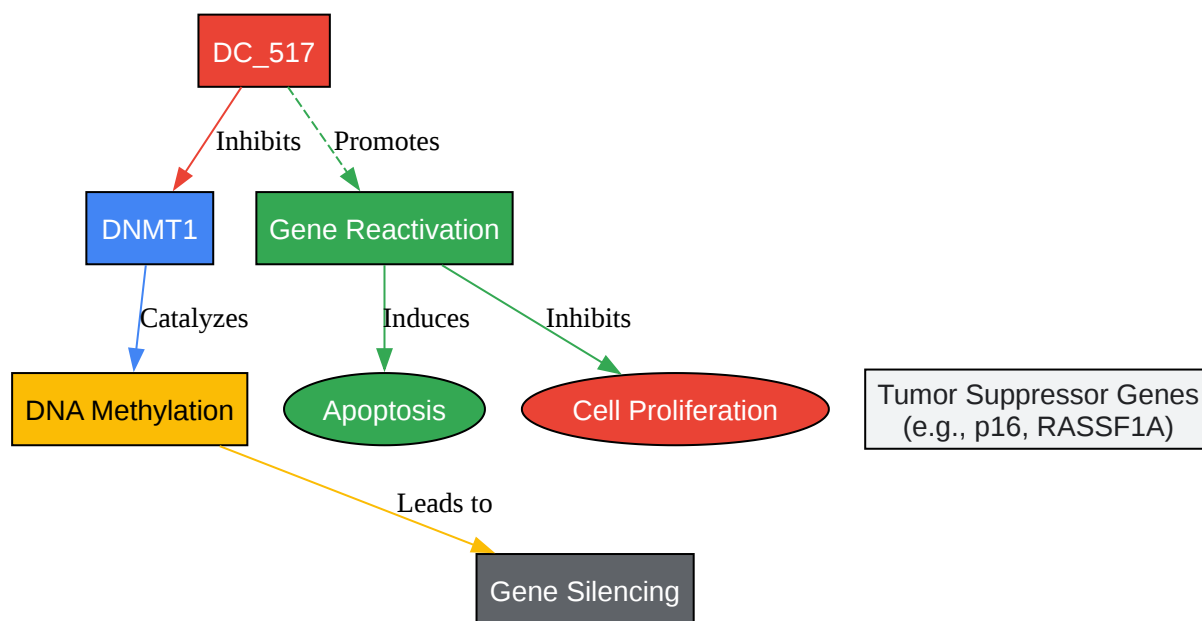 DC_517
Inhibits
Promotes
DNMT1
Gene Reactivation
Catalyzes
Induces
Inhibits
DNA Methylation
Apoptosis
Cell Proliferation
Tumor Suppressor Genes
(e.g., p16, RASSF1A)
Leads to
Gene Silencing